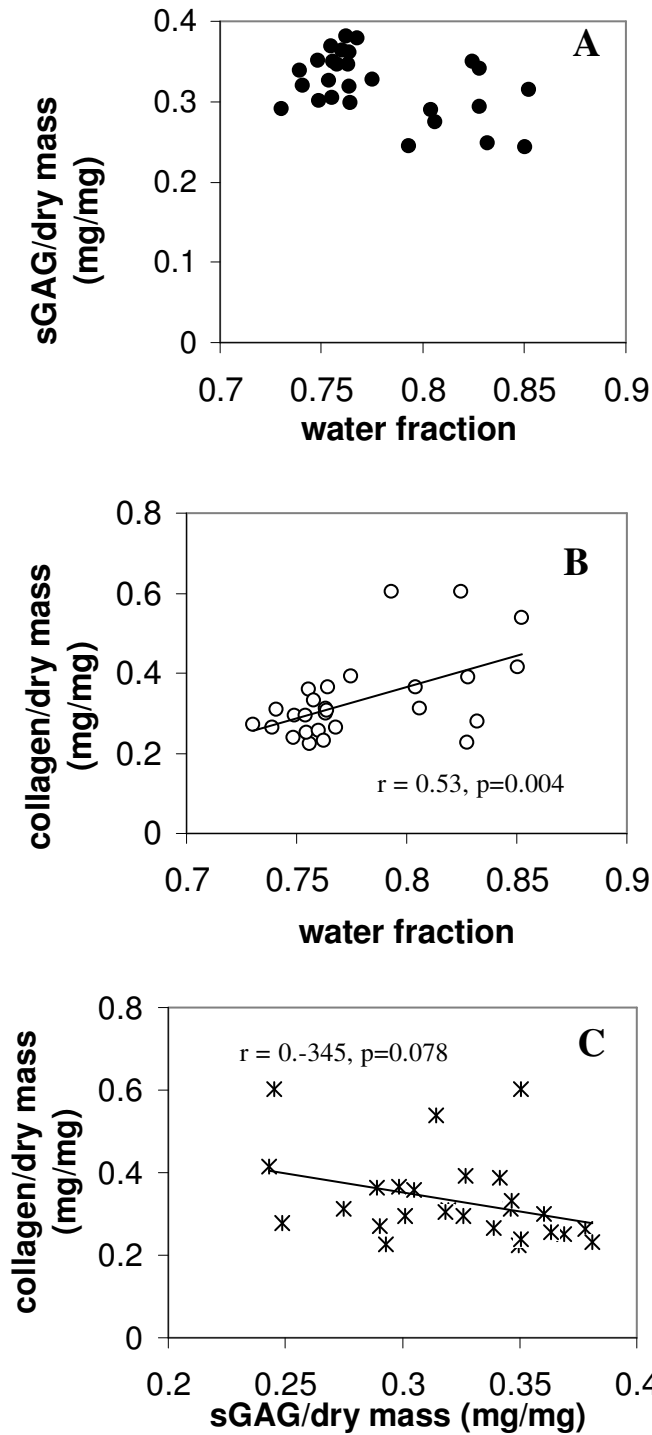 A
sGAG/dry mass
(mg/mg)
0.4
0.3
0.2
0.1
0
0.7 0.75 0.8 0.85 0.9
water fraction
B
collagen/dry mass
(mg/mg)
0.8
0.6
0.4
0.2
0
r = 0.53, p=0.004
0.7 0.75 0.8 0.85 0.9
water fraction
C
collagen/dry mass
(mg/mg)
0.8
0.6
0.4
0.2
0
r = 0.-345, p=0.078
0.2 0.25 0.3 0.35 0.4
sGAG/dry mass (mg/mg)